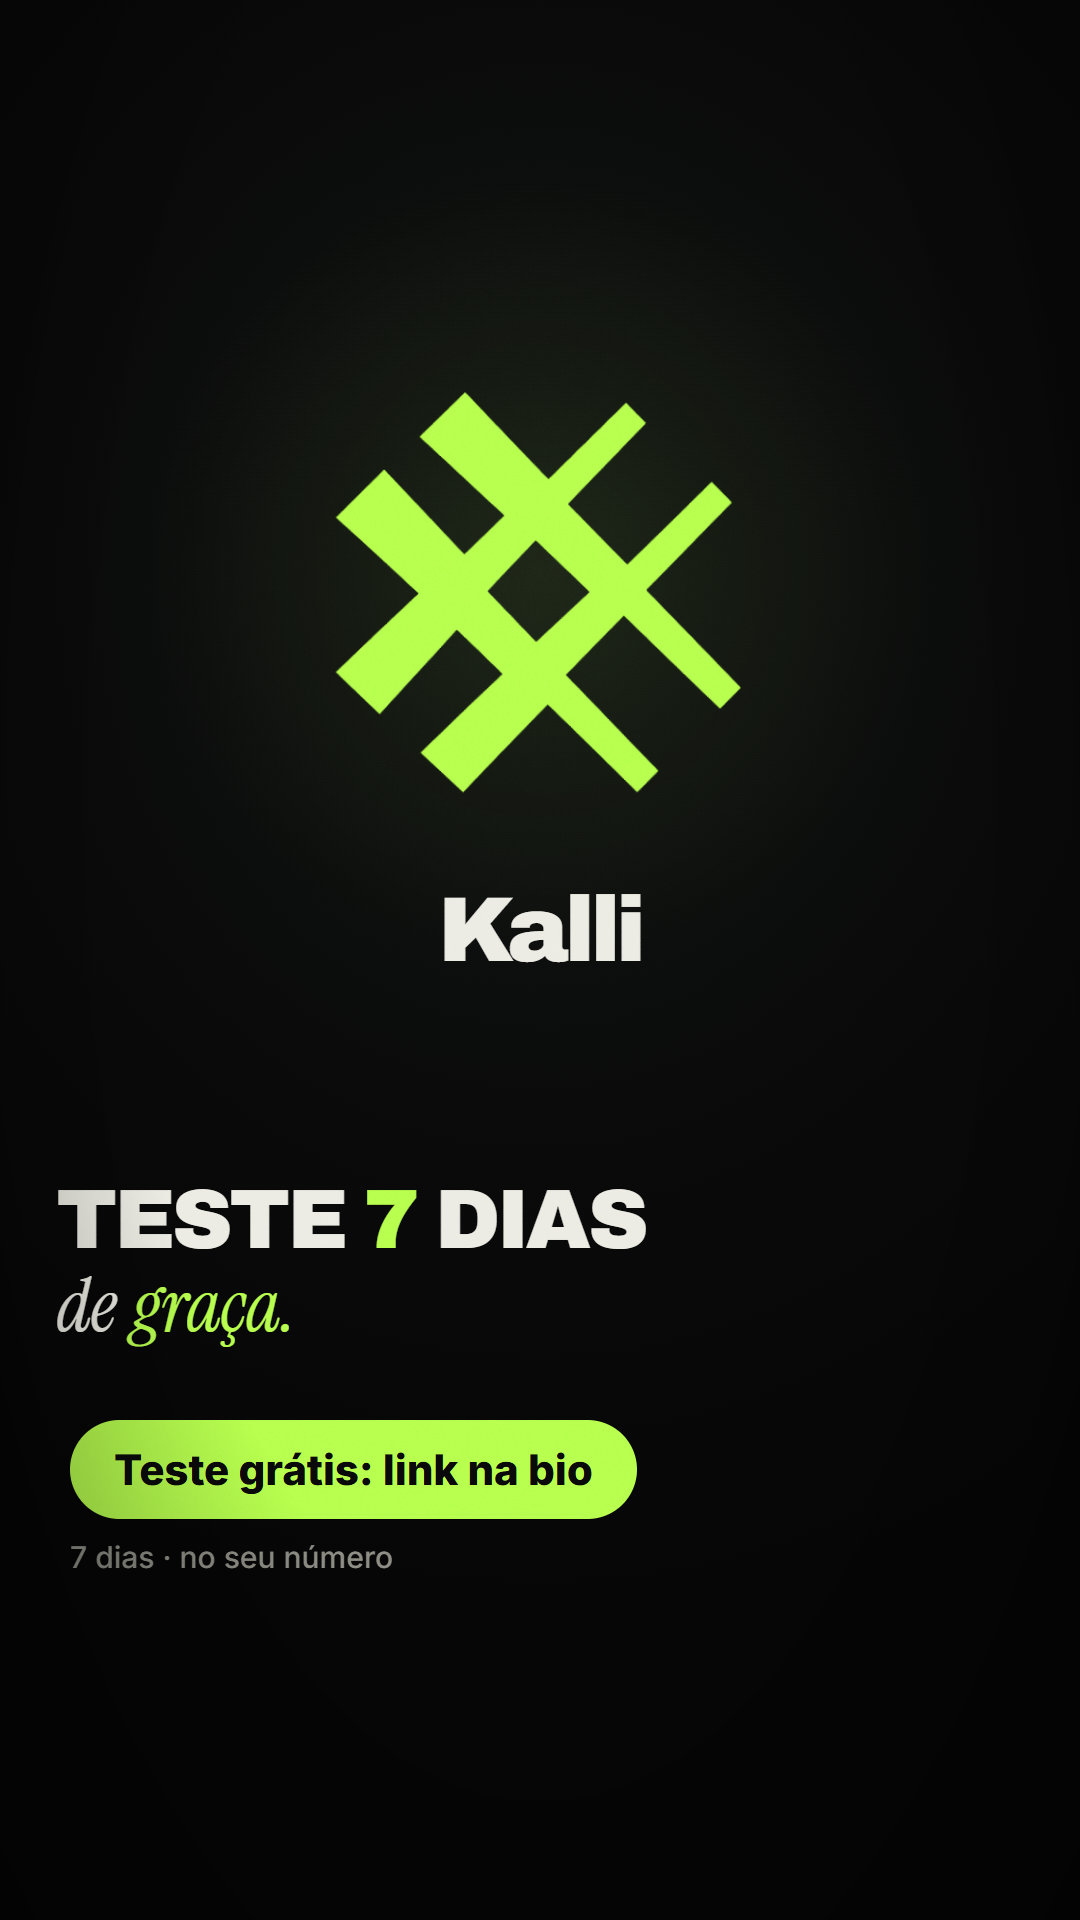 Kalli
TESTE 7 DIAS
de graça.
Teste grátis: link na bio
7 dias · no seu número